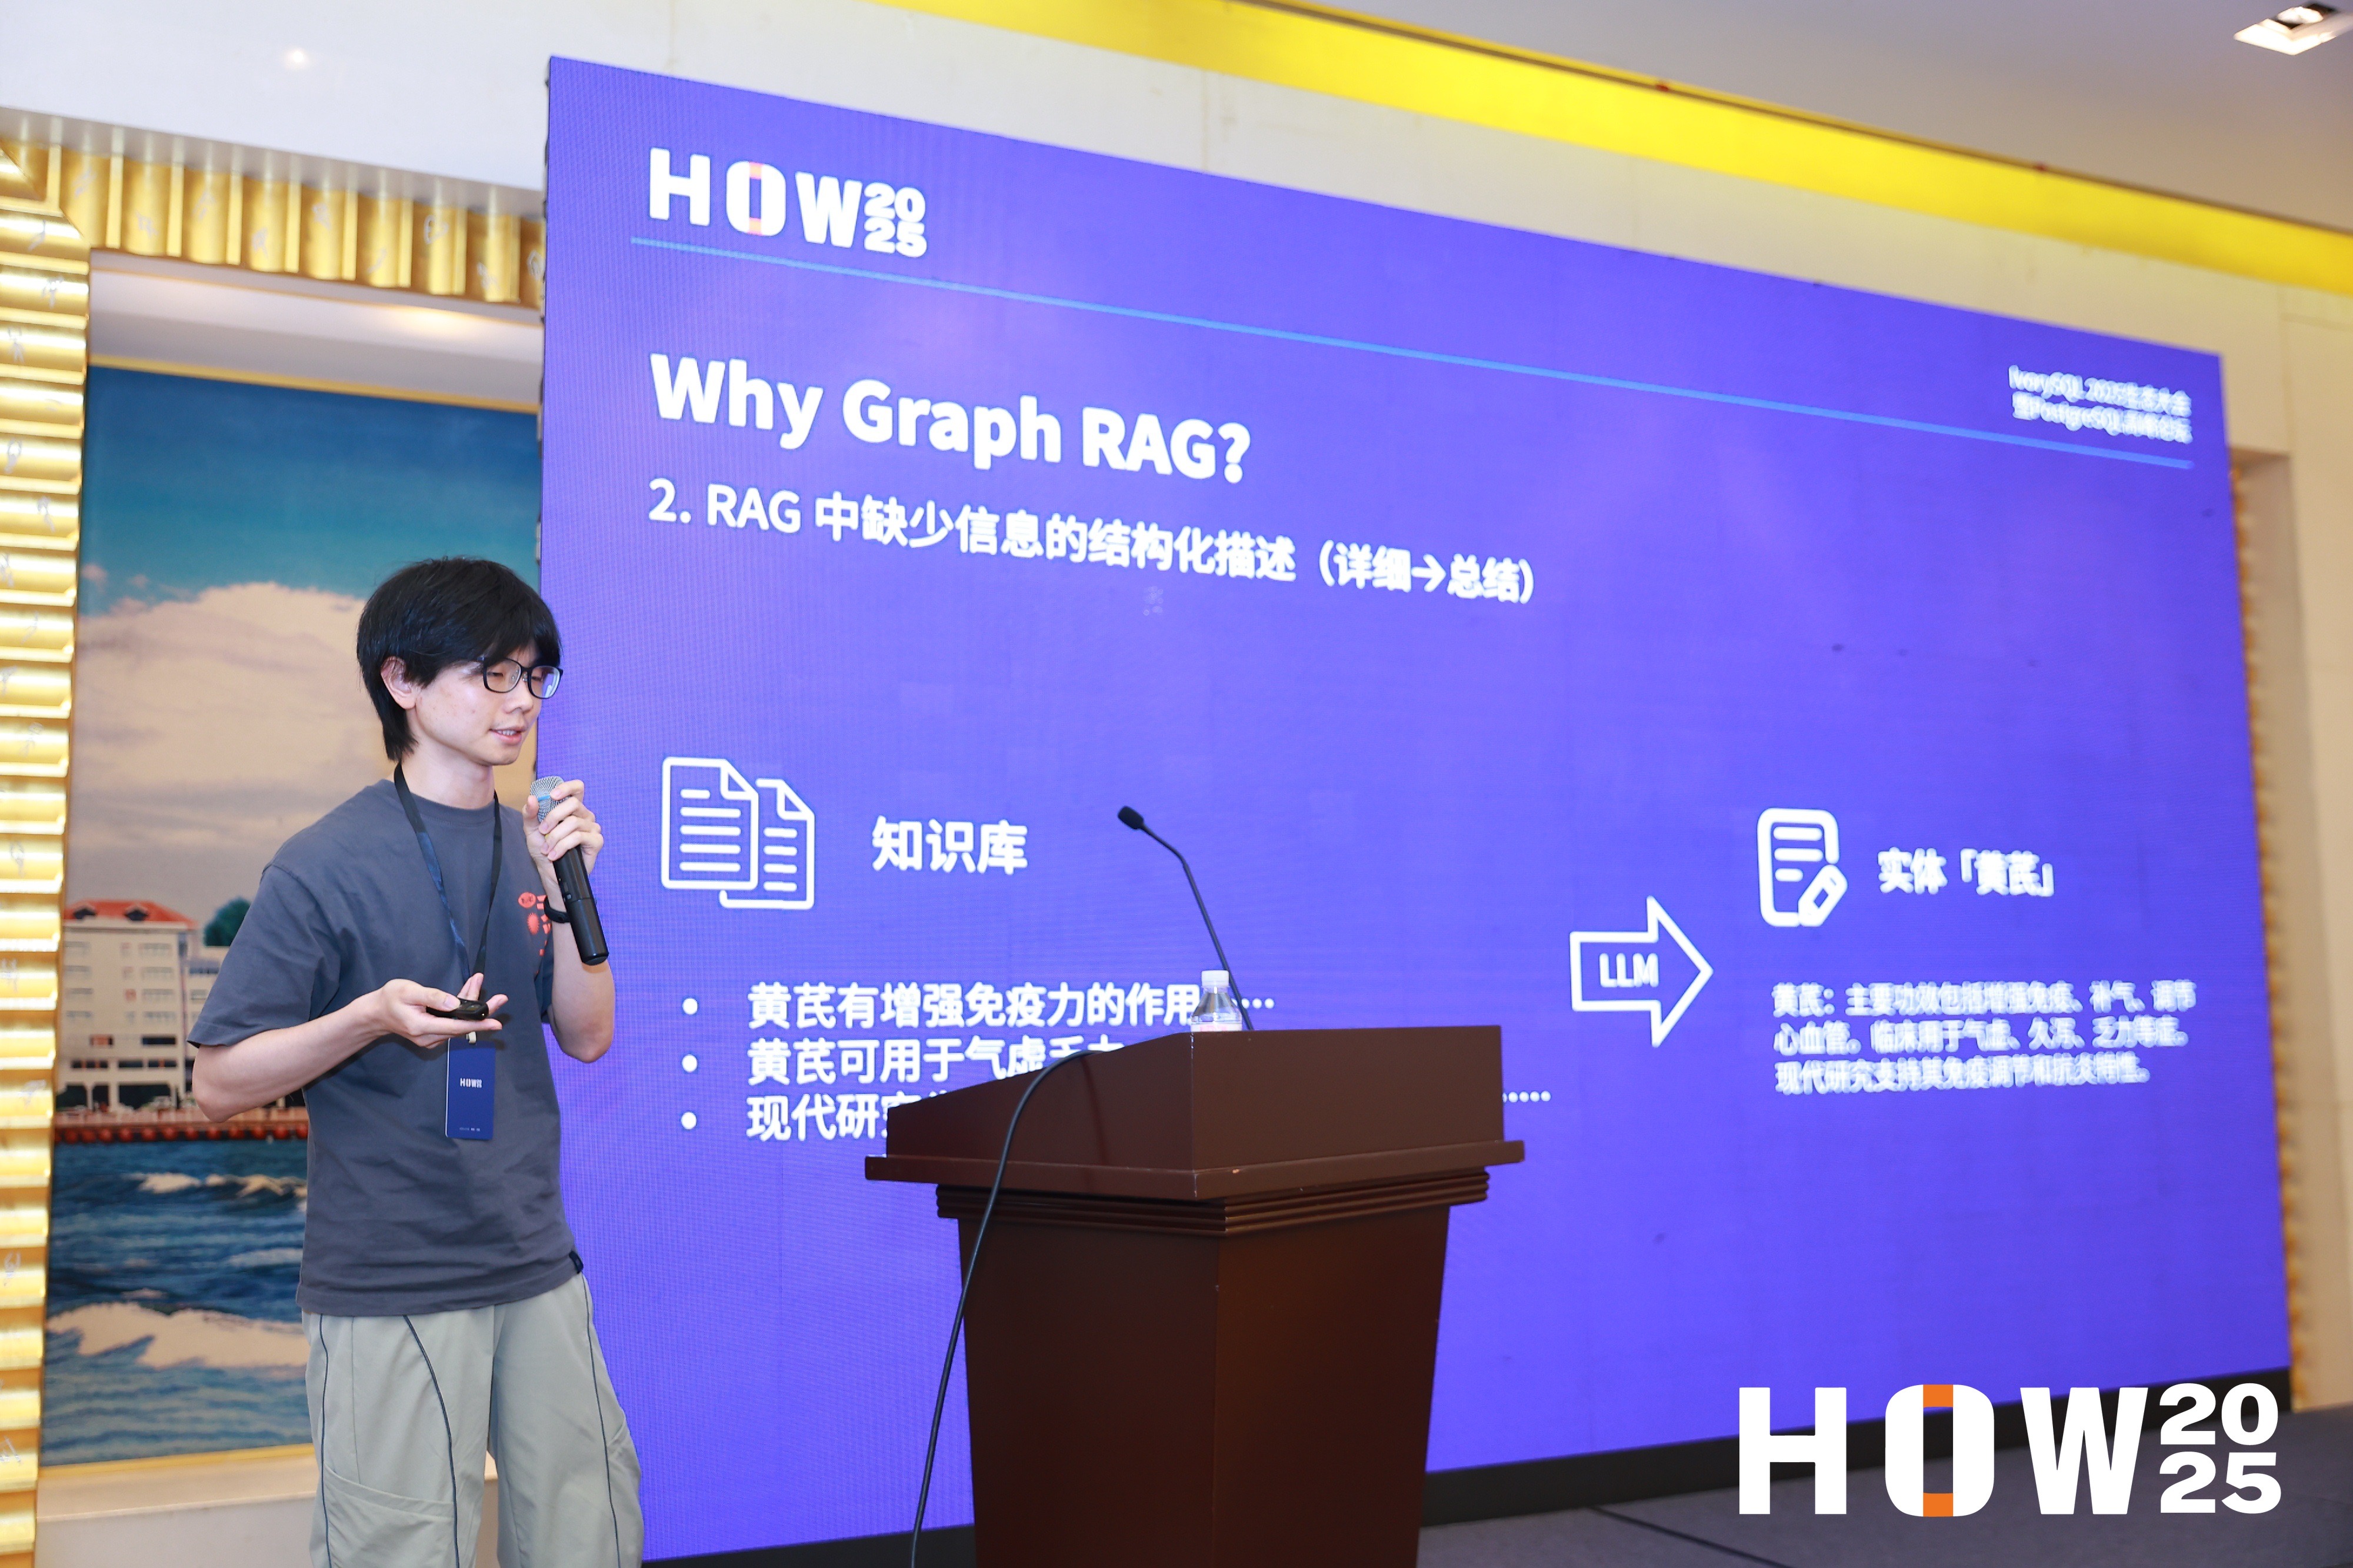 HOW 20
25
IvorySQL 2025生态大会
暨PostgreSQL高峰论坛
Why Graph RAG?
2. RAG 中缺少信息的结构化描述（详细→总结）
知识库
黄芪有增强免疫力的作用……
黄芪可用于气虚
现代研
……
LLM
实体「黄芪」
黄芪：主要功效包括增强免疫、补气、调节
心血管。临床用于气虚、久泻、乏力等症。
现代研究支持其免疫调节和抗炎特性。
HOW
HOW 20
25